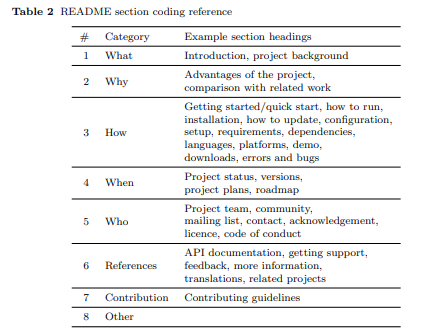 Table 2 README section coding reference
# Category Example section headings
1 What Introduction, project background
2 Why Advantages of the project,
comparison with related work
3 How Getting started/quick start, how to run,
installation, how to update, configuration,
setup, requirements, dependencies,
languages, platforms, demo,
downloads, errors and bugs
4 When Project status, versions,
project plans, roadmap
5 Who Project team, community,
mailing list, contact, acknowledgement,
licence, code of conduct
6 References API documentation, getting support,
feedback, more information,
translations, related projects
7 Contribution Contributing guidelines
8 Other